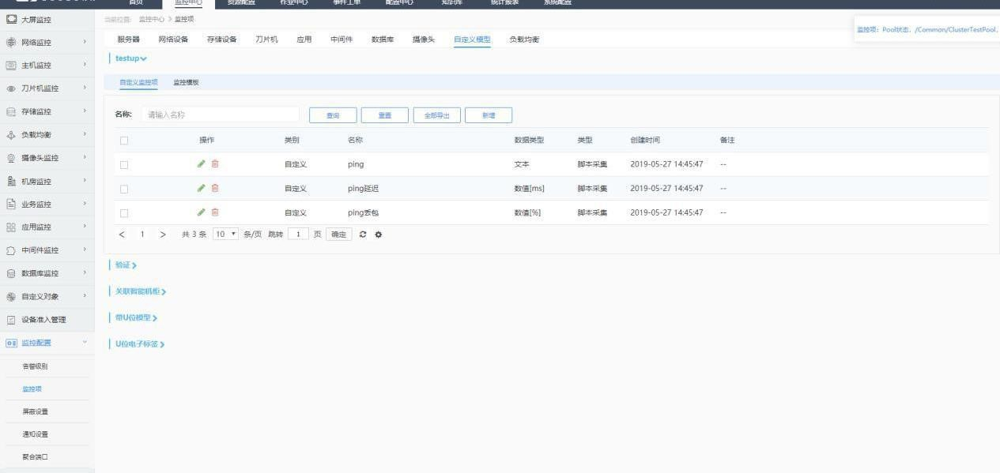 首页 监控中心 资源配置 作业中心 事件工单 配置中心 知识库 统计报表 系统配置
当前位置: 监控中心 > 监控项
监控项: Pool状态, /Common/ClusterTestPool,
服务器 网络设备 存储设备 刀片机 应用 中间件 数据库 摄像头 自定义模型 负载均衡
testup
自定义监控项 监控模板
名称: 请输入名称 查询 重置 全部导出 新增
操作 类别 名称 数据类型 类型 创建时间 备注
自定义 ping 文本 脚本采集 2019-05-27 14:45:47 --
自定义 ping延迟 数值[ms] 脚本采集 2019-05-27 14:45:47 --
自定义 ping丢包 数值[%] 脚本采集 2019-05-27 14:45:47 --
< 1 > 共 3 条 10 条/页 跳转 1 页 确定
验证
关联智能机柜
带U位模型
U位电子标签
大屏监控
网络监控
主机监控
刀片机监控
存储监控
负载均衡
摄像头监控
机房监控
业务监控
应用监控
中间件监控
数据库监控
自定义对象
设备准入管理
监控配置
告警级别
监控项
屏蔽设置
通知设置
聚合端口